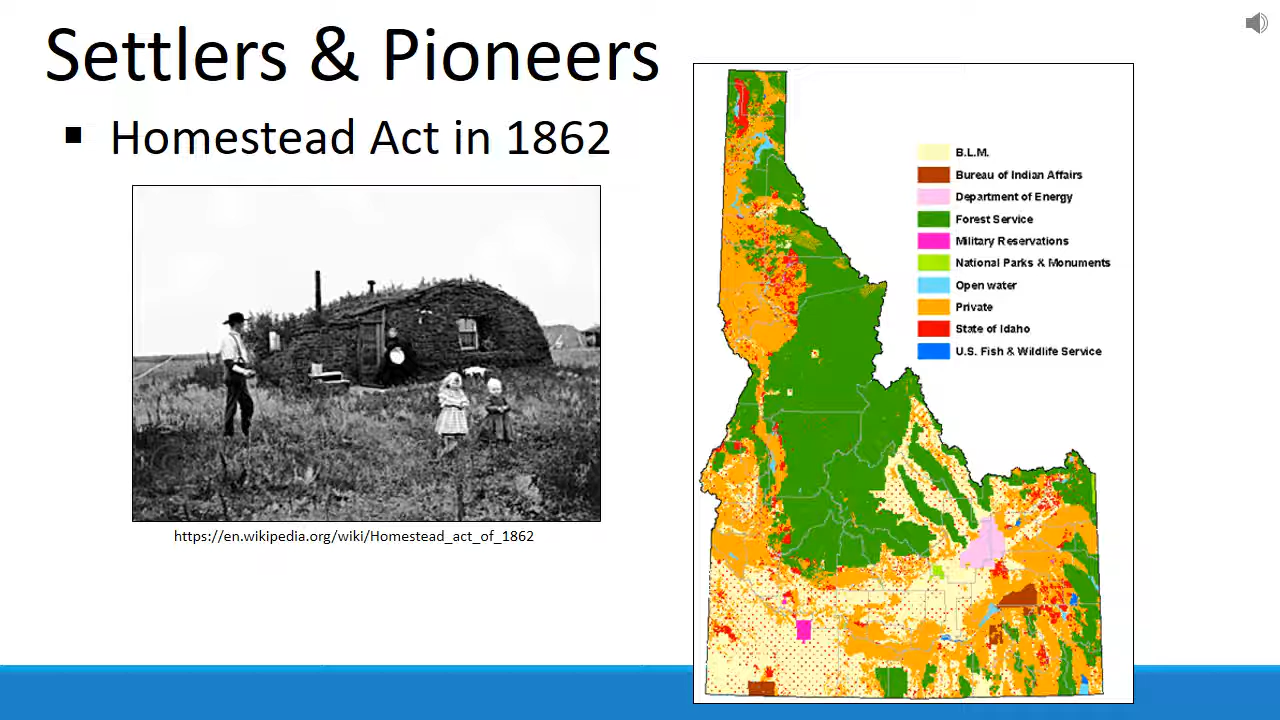 Settlers & Pioneers
▪ Homestead Act in 1862
https://en.wikipedia.org/wiki/Homestead_act_of_1862
B.L.M.
Bureau of Indian Affairs
Department of Energy
Forest Service
Military Reservations
National Parks & Monuments
Open water
Private
State of Idaho
U.S. Fish & Wildlife Service